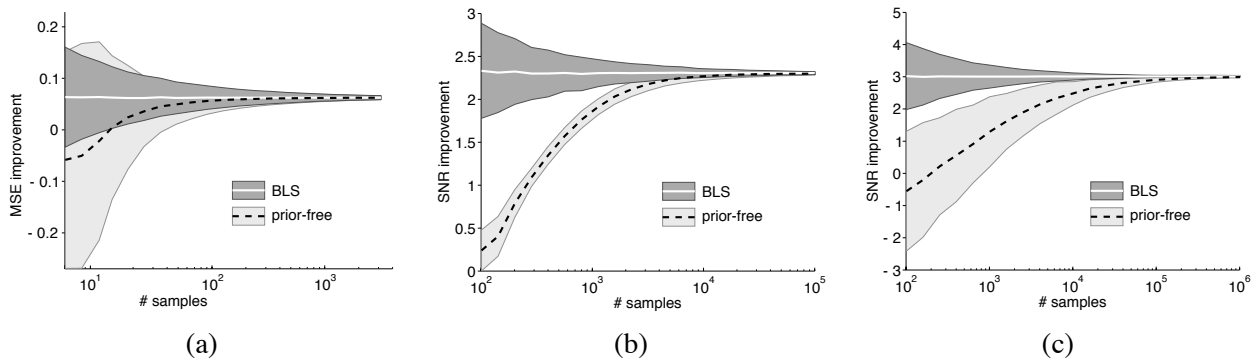 MSE improvement
0.2
0.1
0
- 0.1
- 0.2
BLS
prior-free
10^1
10^2
10^3
# samples
(a)
SNR improvement
3
2.5
2
1.5
1
0.5
0
BLS
prior-free
10^2
10^3
10^4
10^5
# samples
(b)
SNR improvement
5
4
3
2
1
0
- 1
- 2
- 3
BLS
prior-free
10^2
10^3
10^4
10^5
10^6
# samples
(c)